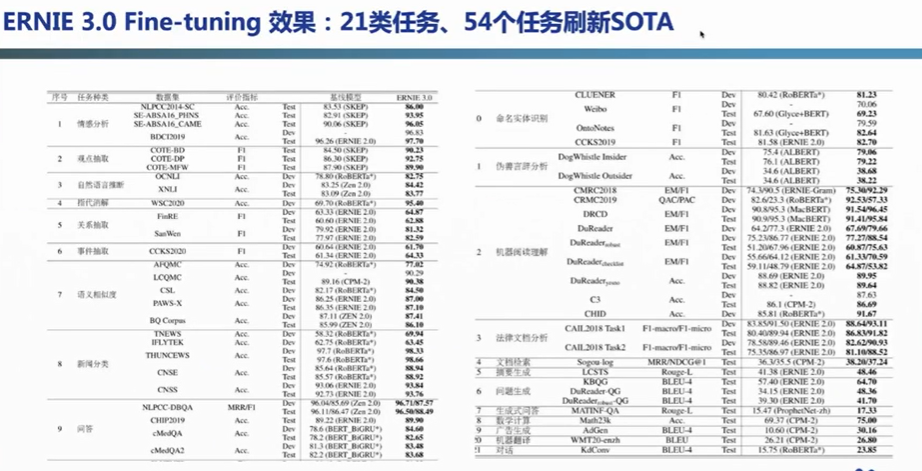 ERNIE 3.0 Fine-tuning 效果：21类任务、54个任务刷新SOTA
序号 任务种类 数据集 评价指标 基线模型 ERNIE 3.0
NLPCC2014-SC Acc. Test 83.53 (SKEP) 86.00
SE-ABSA16_PHNS Acc. Test 82.91 (SKEP) 93.95
1 情感分析 SE-ABSA16_CAME Acc. Test 90.06 (SKEP) 96.05
BDCI2019 Acc. Dev - 96.83
Test 96.26 (ERNIE 2.0) 97.70
COTE-BD F1 Test 84.50 (SKEP) 90.23
2 观点抽取 COTE-DP F1 Test 86.30 (SKEP) 92.75
COTE-MFW F1 Test 87.90 (SKEP) 89.90
OCNLI Acc. Dev 78.80 (RoBERTa*) 82.75
3 自然语言推断 XNLI Acc. Dev 83.25 (Zen 2.0) 84.42
Test 83.09 (Zen 2.0) 83.77
4 指代消解 WSC2020 Acc. Dev 69.70 (RoBERTa*) 95.40
5 关系抽取 FinRE F1 Dev 63.33 (ERNIE 2.0) 64.87
Test 60.60 (ERNIE 2.0) 62.88
SanWen F1 Dev 79.92 (ERNIE 2.0) 81.32
Test 77.97 (ERNIE 2.0) 82.59
6 事件抽取 CCKS2020 F1 Dev 60.64 (ERNIE 2.0) 61.70
Test 61.34 (ERNIE 2.0) 64.33
AFQMC Acc. Dev 74.92 (RoBERTa*) 77.02
LCQMC Acc. Dev - 90.29
Test 89.16 (CPM-2) 90.38
7 语义相似度 CSL Acc. Dev 82.17 (RoBERTa*) 84.50
PAWS-X Acc. Dev 86.25 (ERNIE 2.0) 87.00
Test 86.35 (ERNIE 2.0) 87.10
BQ Corpus Acc. Dev 87.11 (ZEN 2.0) 87.41
Test 85.99 (ZEN 2.0) 86.10
TNEWS Acc. Dev 58.32 (RoBERTa*) 69.94
IFLYTEK Acc. Dev 62.75 (RoBERTa*) 63.45
8 新闻分类 THUNCEWS Acc. Dev 97.7 (RoBERTa*) 98.33
Test 97.6 (RoBERTa*) 98.66
CNSE Acc. Dev 85.64 (RoBERTa*) 88.94
Test 85.57 (RoBERTa*) 88.92
CNSS Acc. Dev 93.06 (ERNIE 2.0) 93.84
Test 92.73 (ERNIE 2.0) 93.76
NLPCC-DBQA MRR/F1 Dev 96.04/85.69 (Zen 2.0) 96.71/87.57
Test 96.11/86.47 (Zen 2.0) 96.50/88.49
9 问答 CHIP2019 Acc. Test 89.22 (ERNIE 2.0) 89.90
cMedQA Acc. Dev 78.6 (BERT_BiGRU*) 84.60
Test 78.2 (BERT_BiGRU*) 82.65
cMedQA2 Acc. Dev 81.3 (BERT_BiGRU*) 83.48
Test 82.2 (BERT_BiGRU*) 83.68
CLUENER F1 Dev 80.42 (RoBERTa*) 81.23
Weibo F1 Dev - 70.06
0 命名实体识别 Test 67.60 (Glyce+BERT) 69.23
OntoNotes F1 Dev - 79.59
Test 81.63 (Glyce+BERT) 82.64
CCKS2019 F1 Test 81.58 (ERNIE 2.0) 82.70
1 DogWhistle Insider Acc. Dev 75.4 (ALBERT) 79.06
Test 76.1 (ALBERT) 79.22
DogWhistle Outsider Acc. Dev 34.6 (ALBERT) 38.68
Test 34.6 (ALBERT) 38.22
CMRC2018 EM/F1 Dev 74.3/90.5 (ERNIE-Gram) 75.30/92.29
CRMC2019 QAC/PAC Dev 82.6/23.3 (RoBERTa*) 92.53/57.33
DRCD EM/F1 Dev 90.8/95.3 (MacBERT) 91.54/96.45
Test 90.9/95.3 (MacBERT) 91.41/95.84
DuReader EM/F1 Dev 64.2/77.3 (ERNIE 2.0) 67.69/79.66
2 机器阅读理解 DuReader EM/F1 Dev 75.23/86.77 (ERNIE 2.0) 77.27/88.54
Test 51.20/67.96 (ERNIE 2.0) 60.87/75.63
DuReader EM/F1 Dev 55.66/64.12 (ERNIE 2.0) 61.33/70.59
Test 59.11/48.79 (ERNIE 2.0) 64.87/53.82
DuReader Acc. Dev 88.69 (ERNIE 2.0) 89.95
Test 88.82 (ERNIE 2.0) 89.64
C3 Acc. Dev - 87.63
Test 86.1 (CPM-2) 86.69
CHID Acc. Dev 85.81 (RoBERTa*) 91.67
3 法律文档分析 CAIL2018 Task1 F1-macro/F1-micro Dev 83.85/91.50 (ERNIE 2.0) 88.64/93.11
Test 80.40/89.94 (ERNIE 2.0) 86.83/91.82
CAIL2018 Task2 F1-macro/F1-micro Dev 78.58/89.46 (ERNIE 2.0) 82.62/90.93
Test 75.35/86.97 (ERNIE 2.0) 81.10/88.52
4 文档检索 Sogou-log MRR/NDCG@1 Test 36.3/35.5 (CPM-2) 38.20/37.24
5 摘要生成 LCSTS Rouge-L Test 41.38 (ERNIE 2.0) 48.46
KBQG BLEU-4 Test 57.40 (ERNIE 2.0) 64.70
6 问题生成 DuReader-QG BLEU-4 Test 34.15 (ERNIE 2.0) 48.36
BLEU-4 Test 39.30 (ERNIE 2.0) 41.70
7 生成式问答 MATINF-QA Rouge-L Test 15.47 (ProphetNet-zh) 17.33
8 数学计算 Math23k Acc. Test 69.37 (CPM-2) 75.00
9 广告生成 AdGen BLEU-4 Test 10.60 (CPM-2) 30.16
20 机器翻译 WMT20-enzh BLEU Test 26.21 (CPM-2) 26.80
21 对话 KdConv BLEU-4 Test 15.75 (RoBERTa*) 23.85